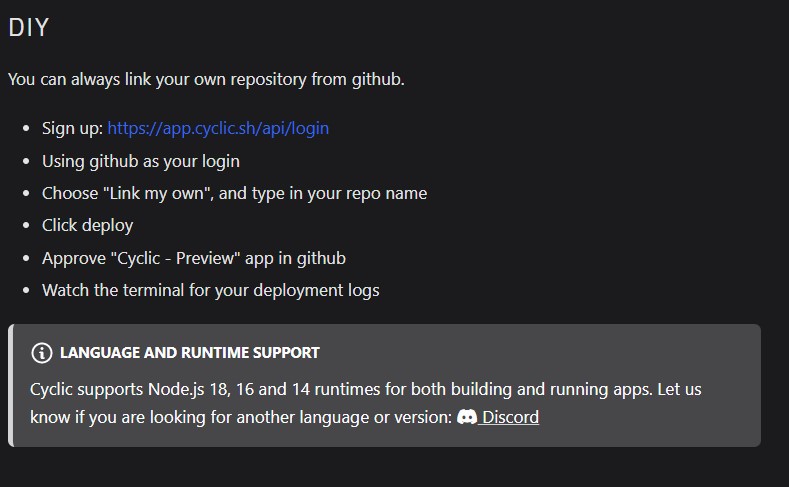 DIY
You can always link your own repository from github.
Sign up: https://app.cyclic.sh/api/login
Using github as your login
Choose "Link my own", and type in your repo name
Click deploy
Approve "Cyclic - Preview" app in github
Watch the terminal for your deployment logs
LANGUAGE AND RUNTIME SUPPORT
Cyclic supports Node.js 18, 16 and 14 runtimes for both building and running apps. Let us
know if you are looking for another language or version: Discord